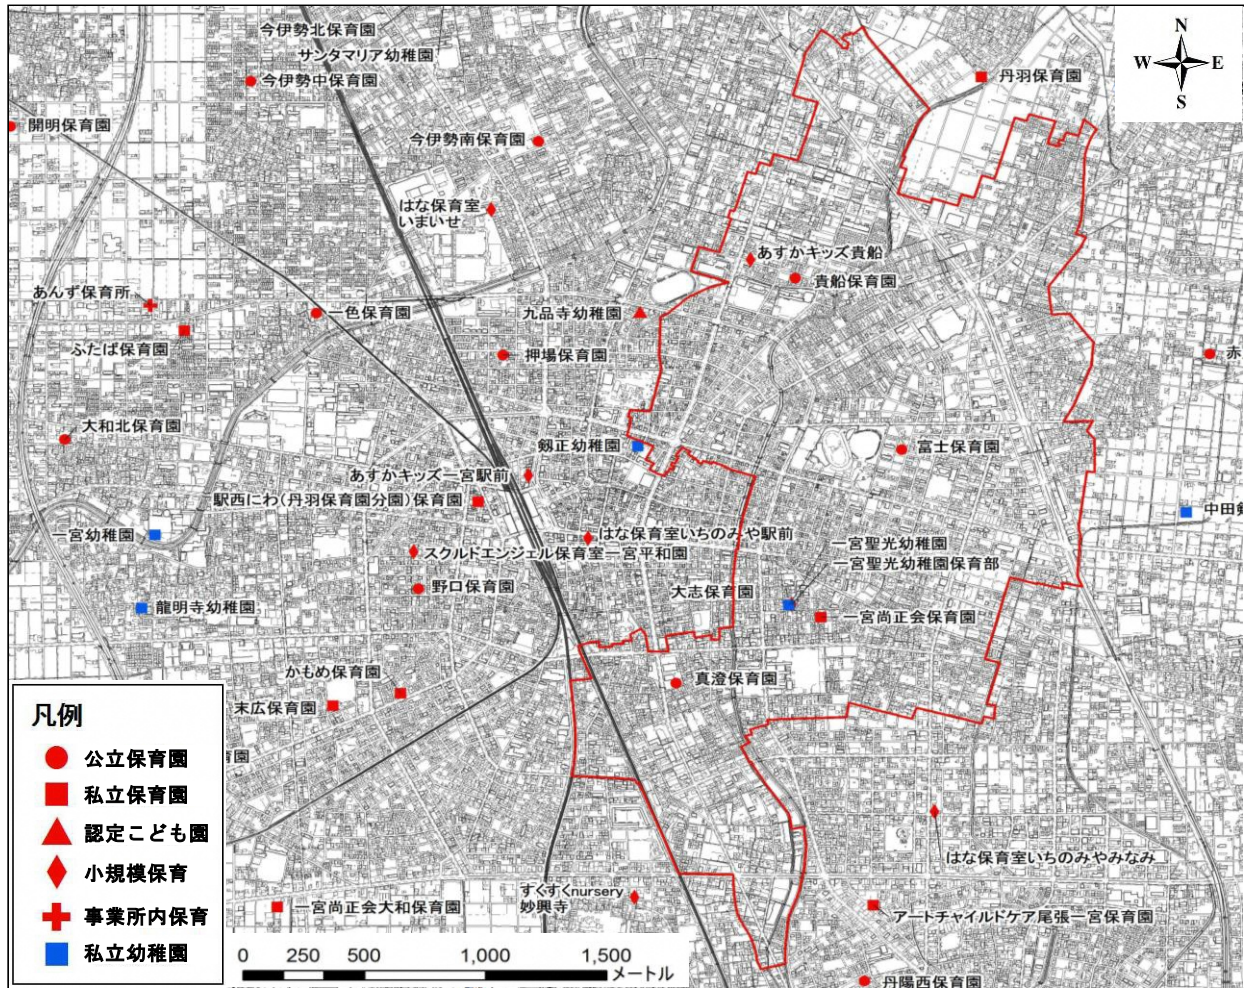 今伊勢北保育園
サンタマリア幼稚園
今伊勢中保育園
丹羽保育園
N
W
E
S
開明保育園
今伊勢南保育園
はな保育室
いまいせ
あすかキッズ貴船
貴船保育園
あんず保育所
一色保育園
九品寺幼稚園
ふたば保育園
押場保育園
赤
大和北保育園
剱正幼稚園
富士保育園
あすかキッズ一宮駅前
駅西にわ(丹羽保育園分園)保育園
中田剱
一宮幼稚園
はな保育室いちのみや駅前
一宮聖光幼稚園
スクルドエンジェル保育室一宮平和園
一宮聖光幼稚園保育部
野口保育園
大志保育園
龍明寺幼稚園
一宮尚正会保育園
かもめ保育園
真澄保育園
末広保育園
育園
凡例
公立保育園
私立保育園
認定こども園
小規模保育
事業所内保育
私立幼稚園
はな保育室いちのみやみなみ
すくすくnursery
妙興寺
一宮尚正会大和保育園
アートチャイルドケア尾張一宮保育園
0 250 500 1,000 1,500
メートル
丹陽西保育園